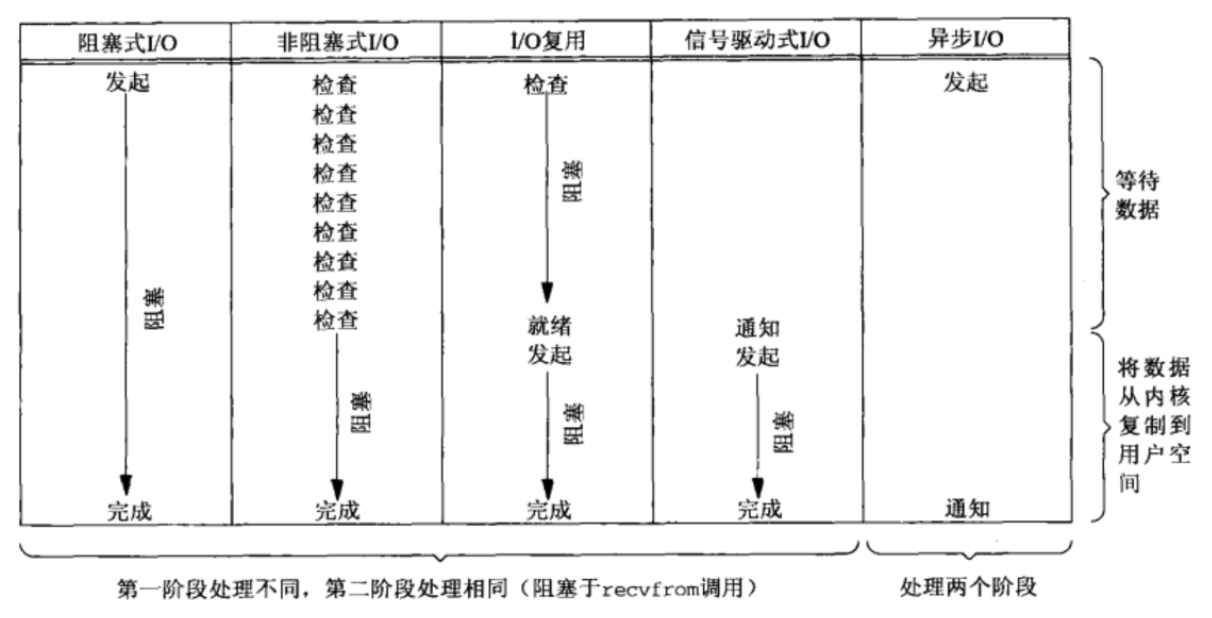 阻塞式I/O 非阻塞式I/O I/O复用 信号驱动式I/O 异步I/O
发起 检查 检查 发起
检查
检查
检查
检查
检查
检查
检查
检查 就绪 通知
发起 发起
阻塞
阻塞
阻塞
阻塞
阻塞
完成 完成 完成 完成 通知
等待
数据
将数据
从内核
复制到
用户空
间
第一阶段处理不同，第二阶段处理相同（阻塞于recvfrom调用） 处理两个阶段